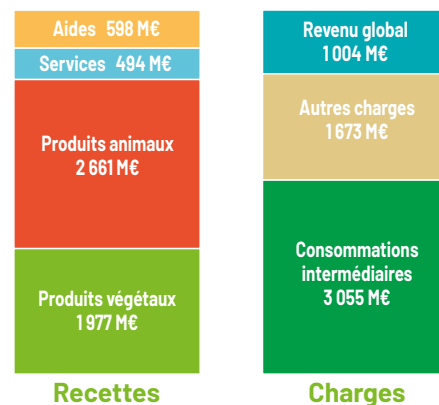 Aides 598 M€
Services 494 M€
Produits animaux
2 661 M€
Produits végétaux
1 977 M€
Recettes
Revenu global
1 004 M€
Autres charges
1 673 M€
Consommations
intermédiaires
3 055 M€
Charges